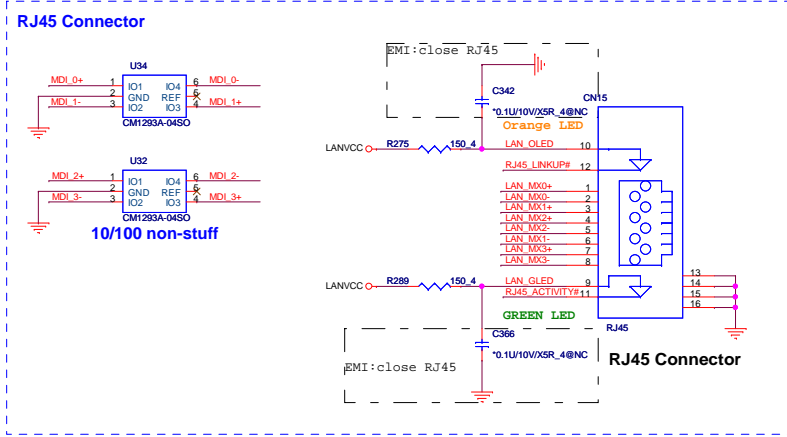 RJ45 Connector
U34
MDI_0+ 1 IO1 IO4 6 MDI_0-
2 GND REF 5
MDI_1- 3 IO2 IO3 4 MDI_1+
CM1293A-04SO
U32
MDI_2+ 1 IO1 IO4 6 MDI_2-
2 GND REF 5
MDI_3- 3 IO2 IO3 4 MDI_3+
CM1293A-04SO
10/100 non-stuff
EMI:close RJ45
C342
*0.1U/10V/X5R_4@NC
CN15
Orange LED
LANVCC R275 150_4 LAN_OLED 10
RJ45_LINKUP# 12
LAN_MX0+ 1
LAN_MX0- 2
LAN_MX1+ 3
LAN_MX2+ 4
LAN_MX2- 5
LAN_MX1- 6
LAN_MX3+ 7
LAN_MX3- 8
LANVCC R289 150_4 LAN_GLED 9
RJ45_ACTIVITY# 11
13
14
15
16
GREEN LED
RJ45
C366
*0.1U/10V/X5R_4@NC
EMI:close RJ45
RJ45 Connector